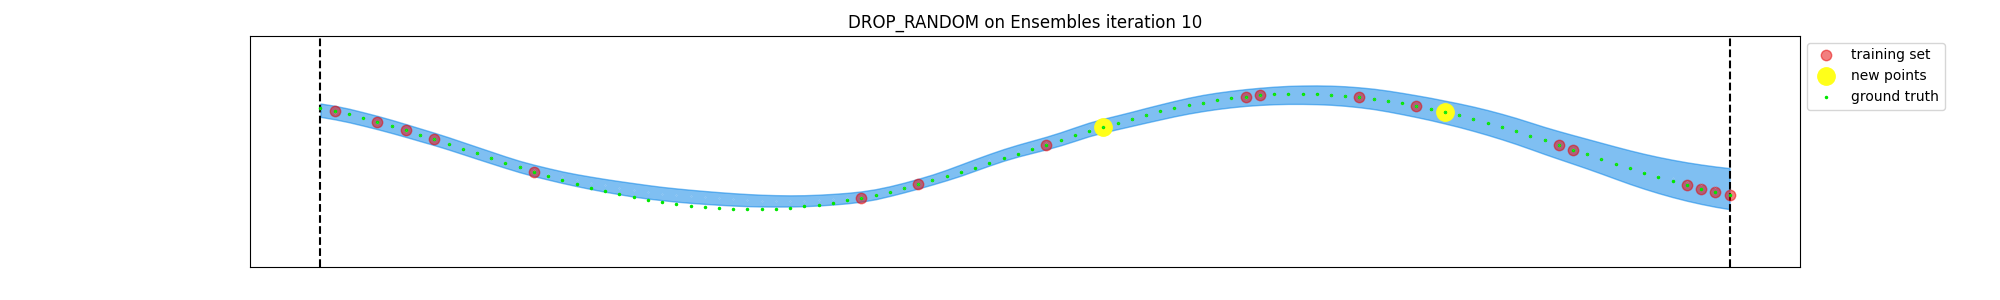 DROP_RANDOM on Ensembles iteration 10
training set
new points
ground truth